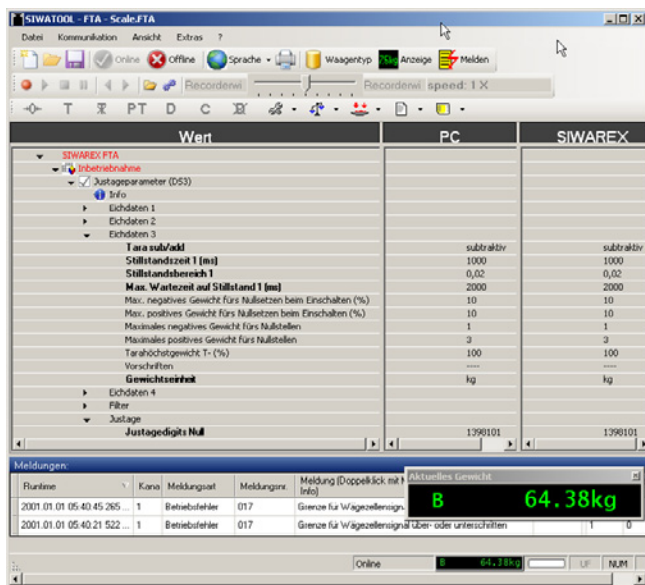 SIWATOOL - FTA - Scale.FTA
Datei Kommunikation Ansicht Extras ?
Online Offline Sprache Waagentyp Anzeige Melden
Recorderwi Recorderwi speed: 1 X
T PT D C
Wert PC SIWAREX
SIWAREX FTA
Inbetriebnahme
Justageparameter (DS3)
Info
Eichdaten 1
Eichdaten 2
Eichdaten 3
Tara sub/add subtraktiv subtraktiv
Stillstandszeit 1 (ms) 1000 1000
Stillstandsbereich 1 0,02 0,02
Max. Wartezeit auf Stillstand 1 (ms) 2000 2000
Max. negatives Gewicht fürs Nullsetzen beim Einschalten (%) 10 10
Max. positives Gewicht fürs Nullsetzen beim Einschalten (%) 10 10
Maximales negatives Gewicht für Nullstellen 1 1
Maximales positives Gewicht für Nullstellen 3 3
Tarahöchstgewicht T- (%) 100 100
Vorschriften ---- ----
Gewichtseinheit kg kg
Eichdaten 4
Filter
Justage
Justagedigits Null 1398101 1398101
Meldungen:
Runtime Kana Meldungsart Meldungsnr. Meldung (Doppelklick mit
Info)
Aktuelles Gewicht
B 64.38kg
2001.01.01 05:40:45 265 ... 1 Betriebsfehler 017 Grenze für Wägezellensign
2001.01.01 05:40:21 522 ... 1 Betriebsfehler 017 Grenze für Wägezellensignal über- oder unterschritten 1 0
Online B 64.38kg UF NUM